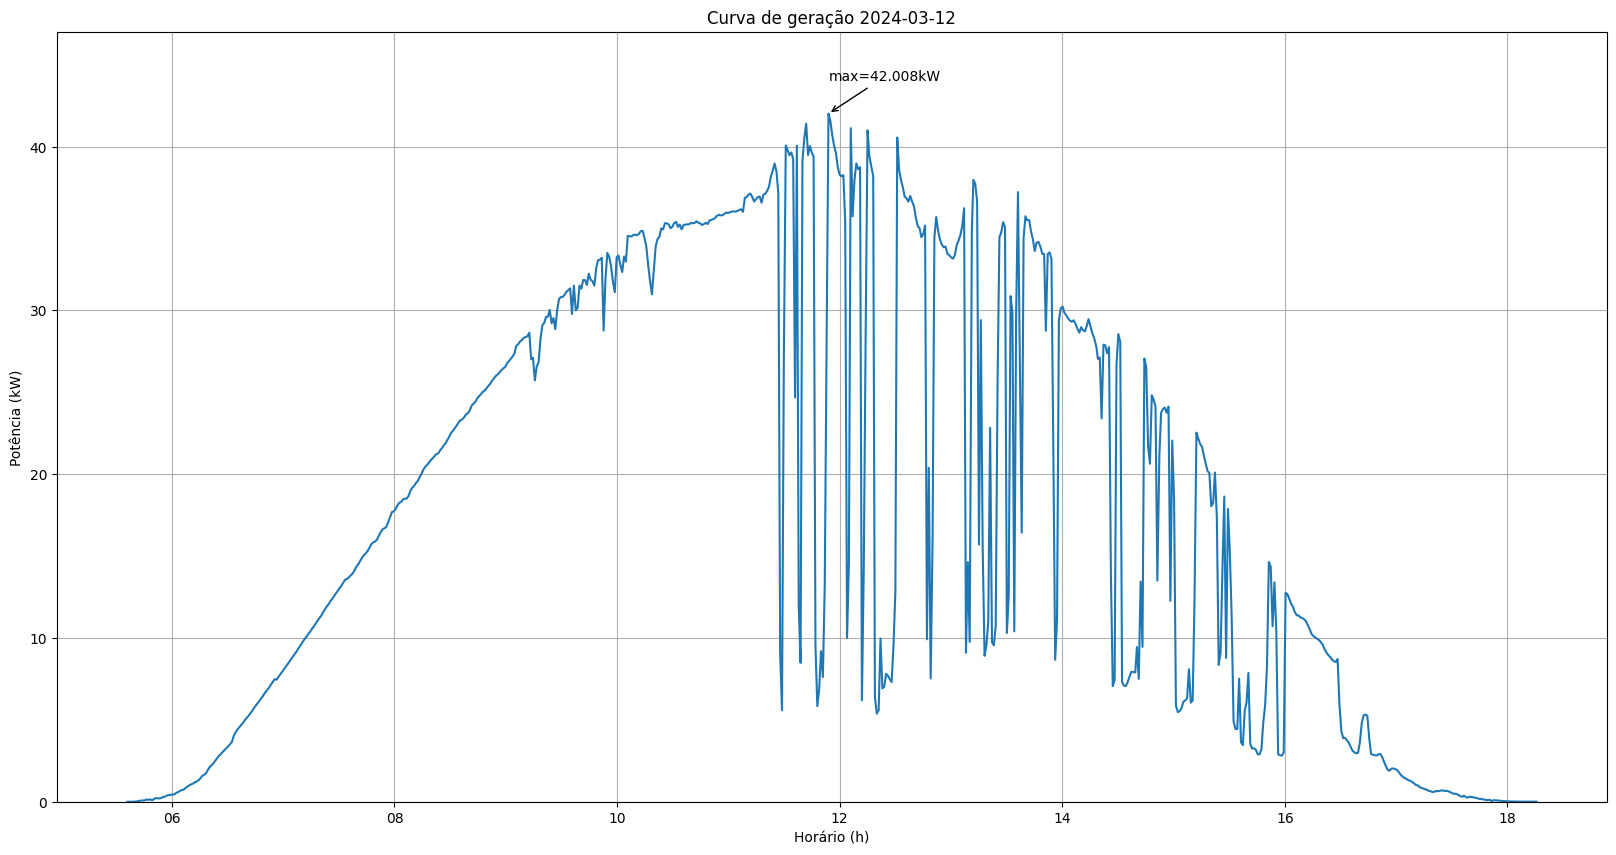 Curva de geração 2024-03-12
max=42.008kW
Potência (kW)
40
30
20
10
0
06 08 10 12 14 16 18
Horário (h)